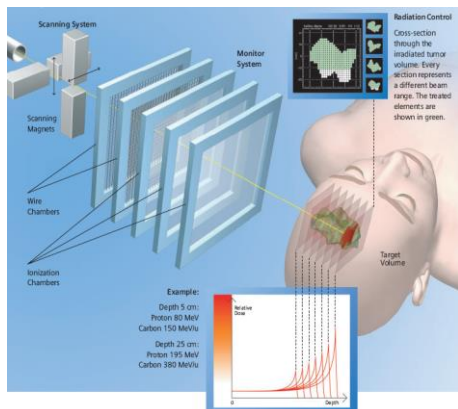 Scanning System
Scanning
Magnets
Monitor
System
Wire
Chambers
Ionization
Chambers
Radiation Control
Cross-section
through the
irradiated tumor
volume. Every
section represents
a different beam
range. The treated
elements are
shown in green.
Target
Volume
Example:
Depth 5 cm:
Proton 80 MeV
Carbon 150 MeV/u
Depth 25 cm:
Proton 195 MeV
Carbon 380 MeV/u
Relative
Dose
0
Depth